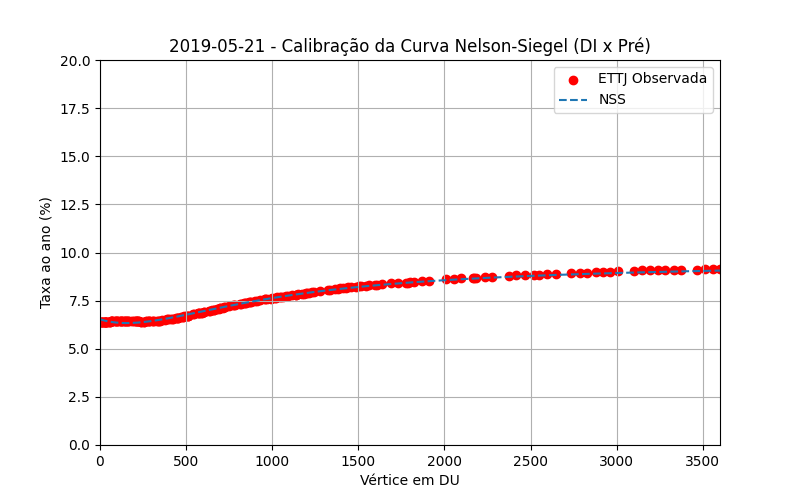 2019-05-21 - Calibração da Curva Nelson-Siegel (DI x Pré)
ETTJ Observada
NSS
Taxa ao ano (%)
20.0
17.5
15.0
12.5
10.0
7.5
5.0
2.5
0.0
0 500 1000 1500 2000 2500 3000 3500
Vértice em DU